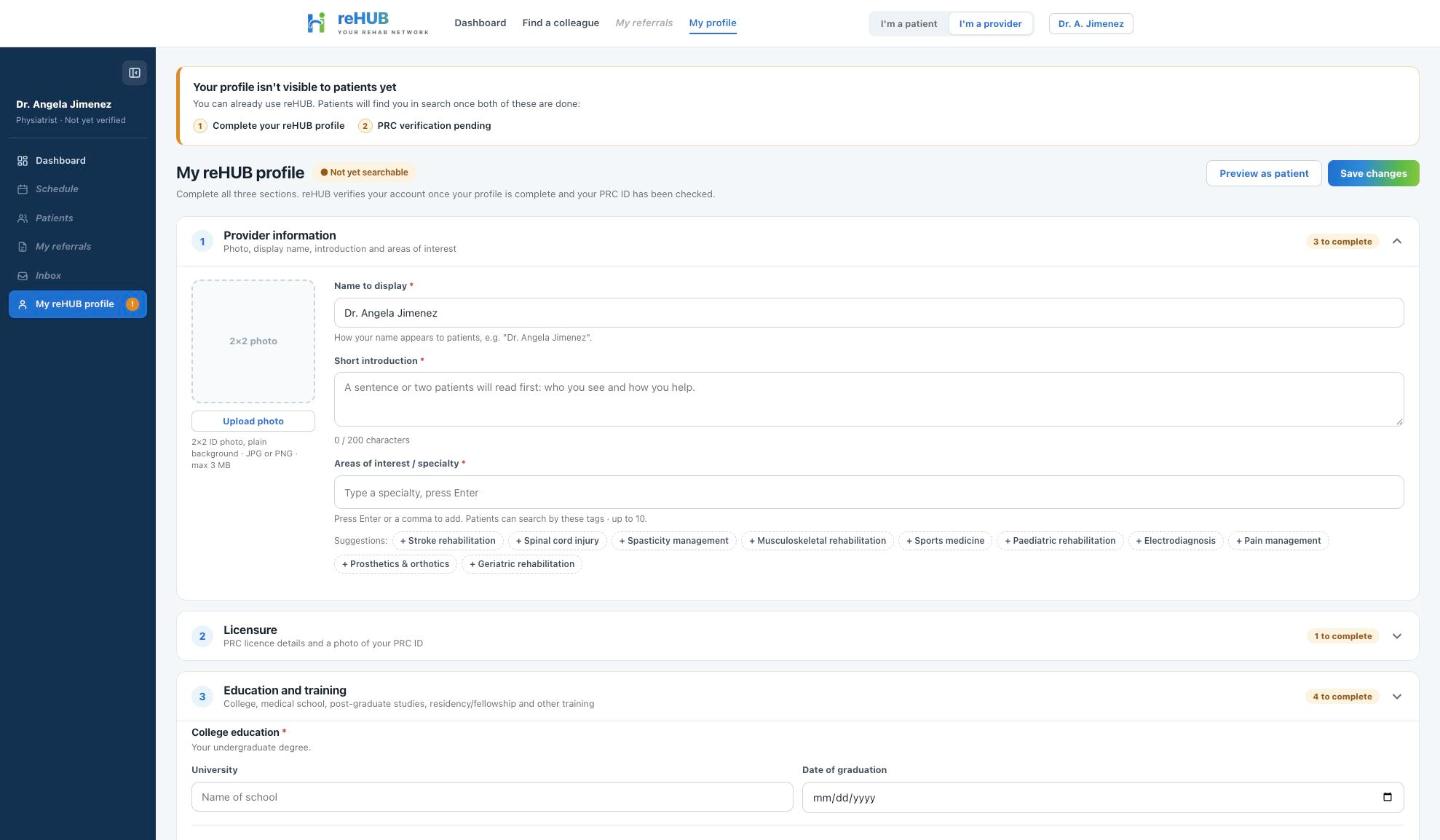 reHUB
YOUR REHAB NETWORK
Dashboard
Find a colleague
My referrals
My profile
I'm a patient
I'm a provider
Dr. A. Jimenez
Dr. Angela Jimenez
Physiatrist · Not yet verified
Dashboard
Schedule
Patients
My referrals
Inbox
My reHUB profile
!
Your profile isn't visible to patients yet
You can already use reHUB. Patients will find you in search once both of these are done:
1 Complete your reHUB profile
2 PRC verification pending
My reHUB profile
Not yet searchable
Preview as patient
Save changes
Complete all three sections. reHUB verifies your account once your profile is complete and your PRC ID has been checked.
1
Provider information
Photo, display name, introduction and areas of interest
3 to complete
2×2 photo
Upload photo
2×2 ID photo, plain
background · JPG or PNG ·
max 3 MB
Name to display *
Dr. Angela Jimenez
How your name appears to patients, e.g. "Dr. Angela Jimenez".
Short introduction *
A sentence or two patients will read first: who you see and how you help.
0 / 200 characters
Areas of interest / specialty *
Type a specialty, press Enter
Press Enter or a comma to add. Patients can search by these tags · up to 10.
Suggestions: + Stroke rehabilitation + Spinal cord injury + Spasticity management + Musculoskeletal rehabilitation + Sports medicine + Paediatric rehabilitation + Electrodiagnosis + Pain management
+ Prosthetics & orthotics + Geriatric rehabilitation
2
Licensure
PRC licence details and a photo of your PRC ID
1 to complete
3
Education and training
College, medical school, post-graduate studies, residency/fellowship and other training
4 to complete
College education *
Your undergraduate degree.
University
Name of school
Date of graduation
mm/dd/yyyy